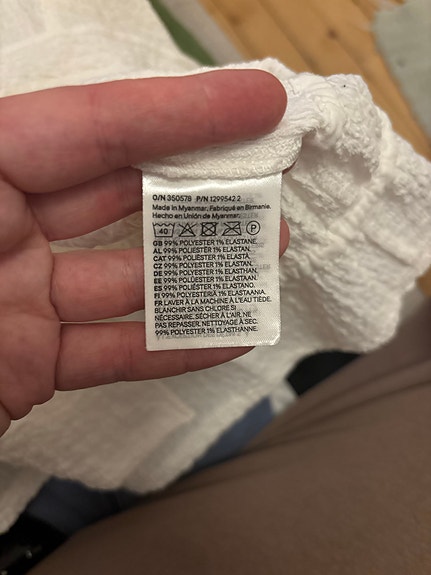 O/N 350578 P/N 1299542 2
Made in Myanmar. Fabriqué en Birmanie.
Hecho en Unión de Myanmar.
40 P
GB 99% POLYESTER 1% ELASTANE.
AL 99% POLIESTËR 1% ELASTAN.
CAT 99% POLIÈSTER 1% ELASTÀ.
CZ 99% POLYESTER 1% ELASTAN.
DE 99% POLYESTER 1% ELASTHAN.
EE 99% POLÜESTER 1% ELASTAAN.
ES 99% POLIÉSTER 1% ELASTANO.
FI 99% POLYESTERIÄ 1% ELASTAANIA.
FR LAVER À LA MACHINE À L'EAU TIÈDE.
BLANCHIR SANS CHLORE SI
NÉCESSAIRE. SÉCHER À L'AIR. NE
PAS REPASSER. NETTOYAGE À SEC.
99% POLYESTER 1% ÉLASTHANNE.